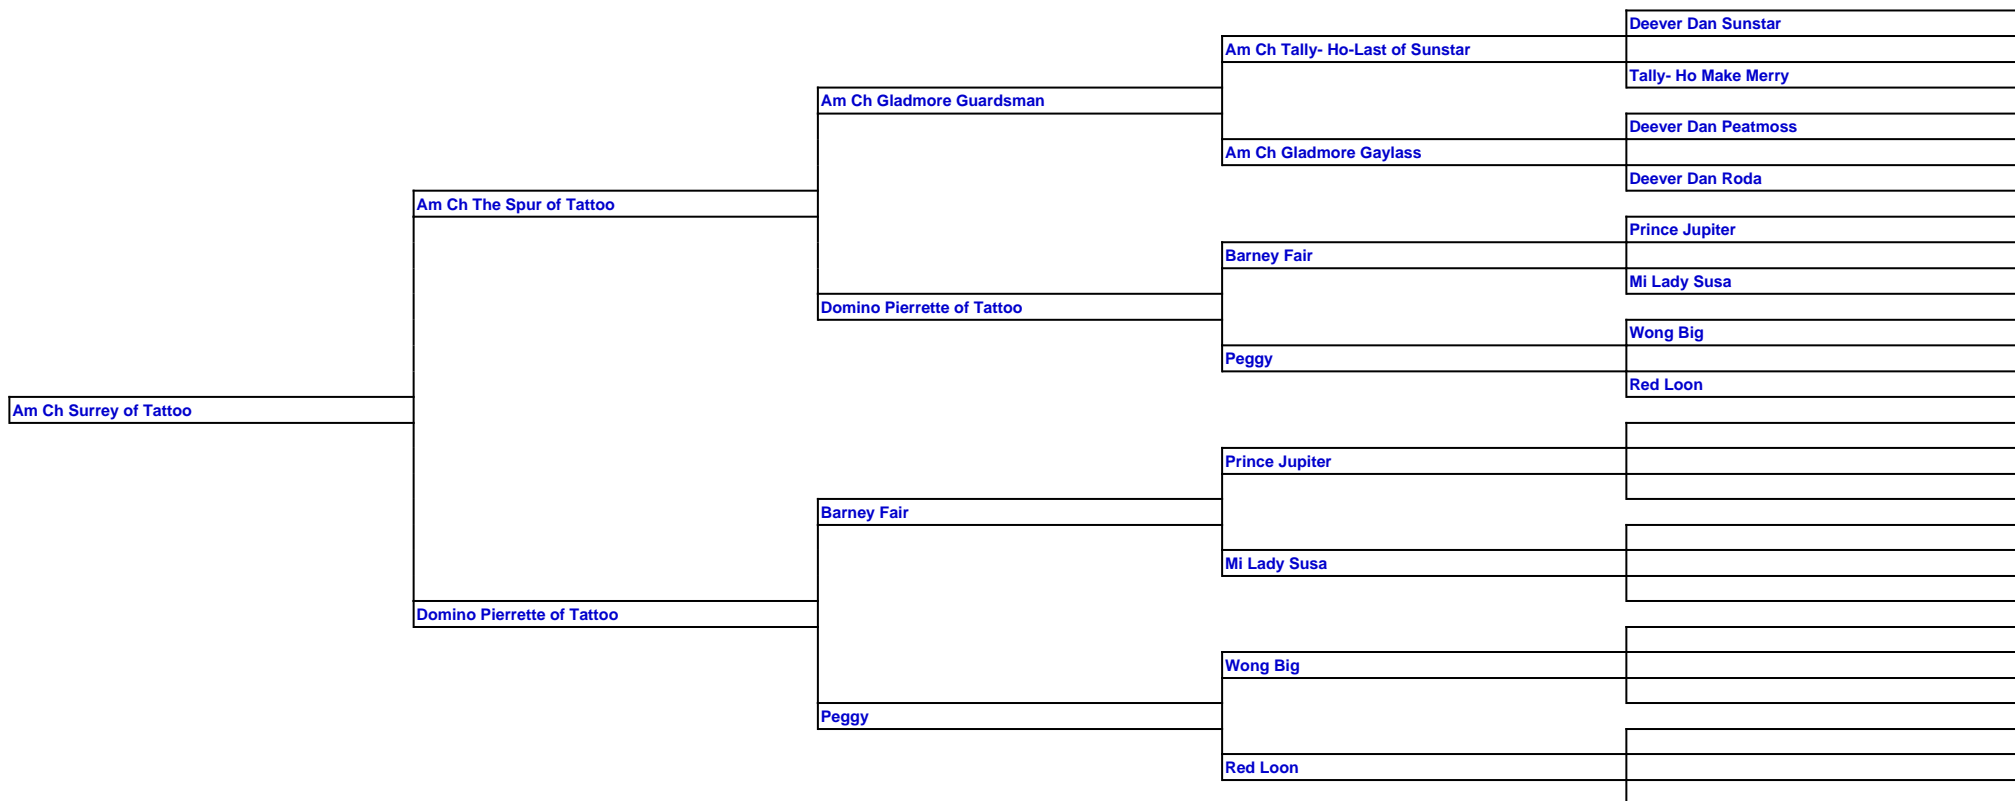 Deever Dan Sunstar
Am Ch Tally- Ho-Last of Sunstar
Tally- Ho Make Merry
Am Ch Gladmore Guardsman
Deever Dan Peatmoss
Am Ch Gladmore Gaylass
Deever Dan Roda
Am Ch The Spur of Tattoo
Prince Jupiter
Barney Fair
Mi Lady Susa
Domino Pierrette of Tattoo
Wong Big
Peggy
Red Loon
Am Ch Surrey of Tattoo
Prince Jupiter
Barney Fair
Mi Lady Susa
Domino Pierrette of Tattoo
Wong Big
Peggy
Red Loon